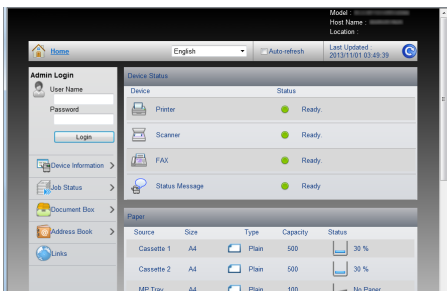 Model :
Host Name :
Location :
Home
English
Auto-refresh
Last Updated :
2013/11/01 03:49:39
Admin Login
User Name
Password
Login
Device Information
Job Status
Document Box
Address Book
Links
Device Status
Device Status
Printer Ready.
Scanner Ready.
FAX Ready.
Status Message Ready
Paper
Source Size Type Capacity Status
Cassette 1 A4 Plain 500 30 %
Cassette 2 A4 Plain 500 30 %
MP Tray A4 Plain 100 No Paper